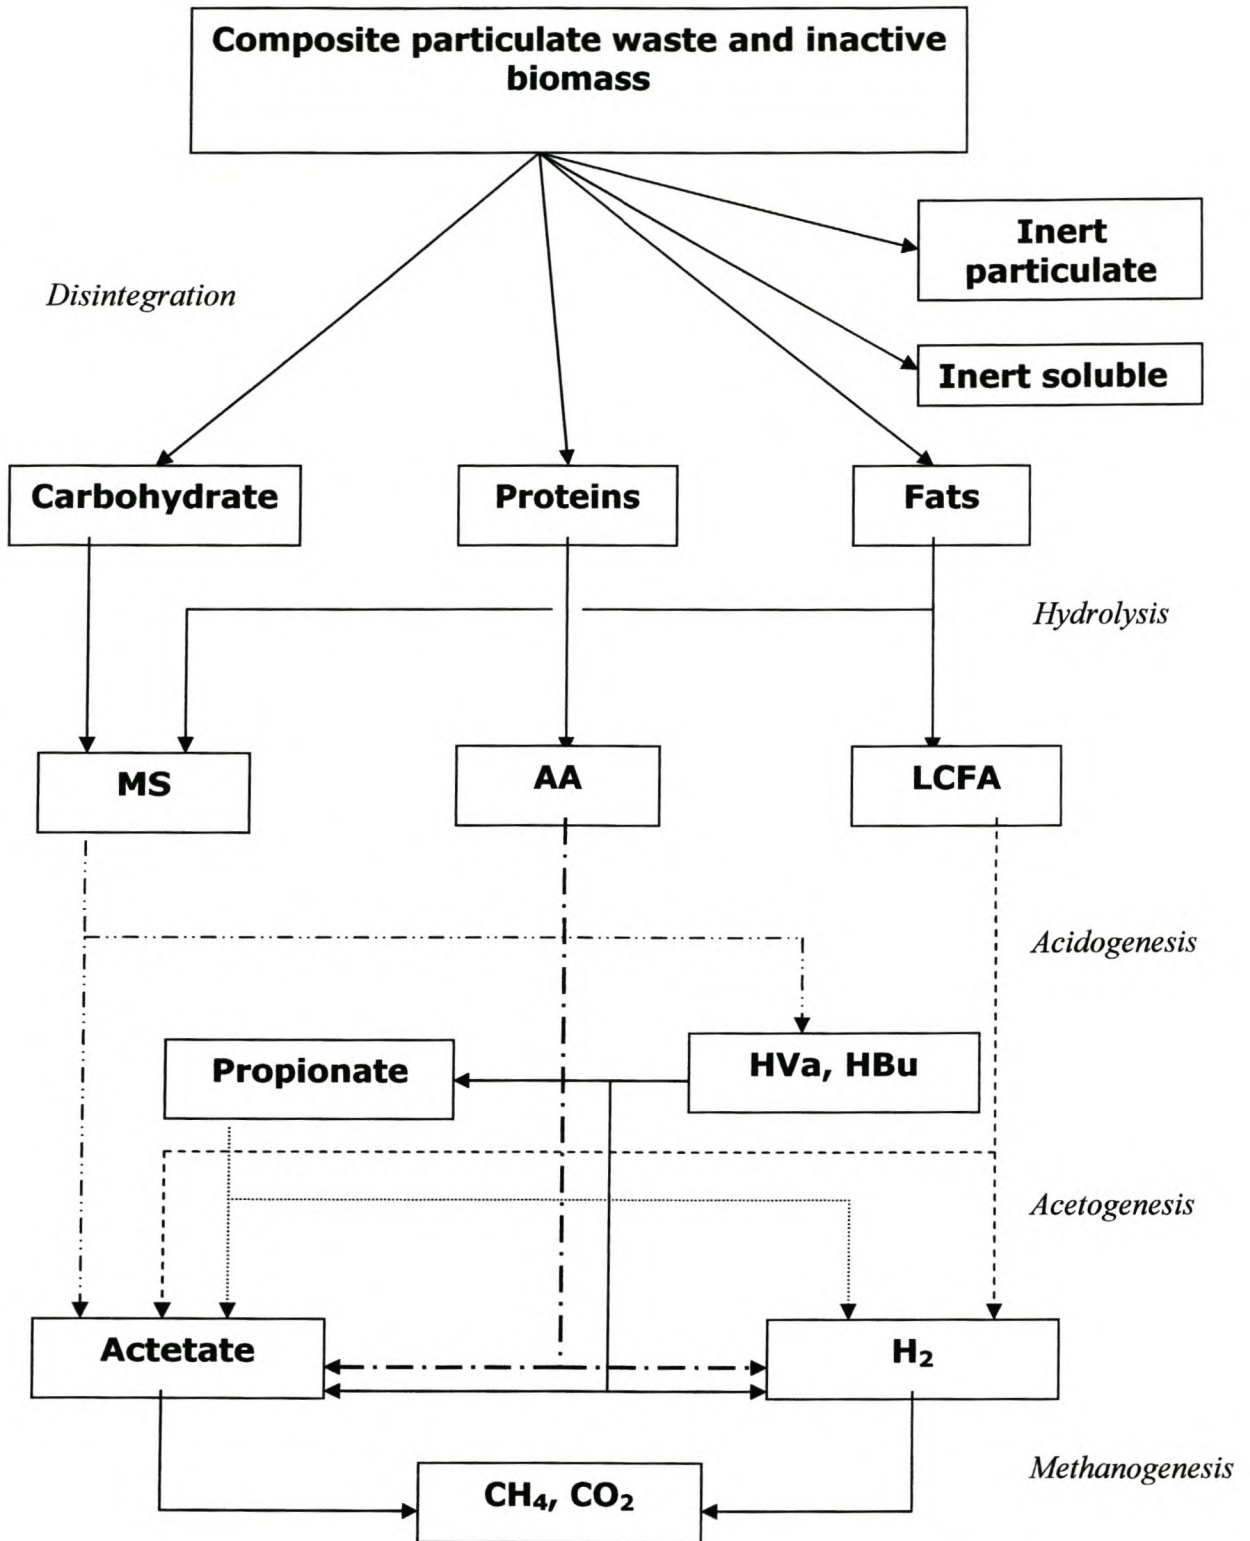 Composite particulate waste and inactive
biomass
Inert
particulate
Disintegration
Inert soluble
Carbohydrate
Proteins
Fats
Hydrolysis
MS
AA
LCFA
Acidogenesis
Propionate
HVa, HBu
Acetogenesis
Actetate
H₂
Methanogenesis
CH₄, CO₂